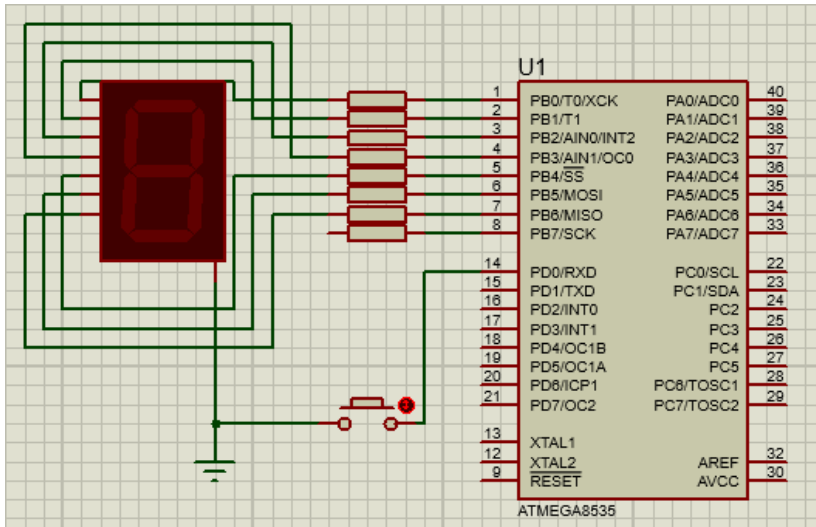 U1
1 PB0/T0/XCK PA0/ADC0 40
2 PB1/T1 PA1/ADC1 39
3 PB2/AIN0/INT2 PA2/ADC2 38
4 PB3/AIN1/OC0 PA3/ADC3 37
5 PB4/SS PA4/ADC4 36
6 PB5/MOSI PA5/ADC5 35
7 PB6/MISO PA6/ADC6 34
8 PB7/SCK PA7/ADC7 33
14 PD0/RXD PC0/SCL 22
15 PD1/TXD PC1/SDA 23
16 PD2/INT0 PC2 24
17 PD3/INT1 PC3 25
18 PD4/OC1B PC4 26
19 PD5/OC1A PC5 27
20 PD6/ICP1 PC6/TOSC1 28
21 PD7/OC2 PC7/TOSC2 29
13 XTAL1
12 XTAL2 AREF 32
9 RESET AVCC 30
ATMEGA8535